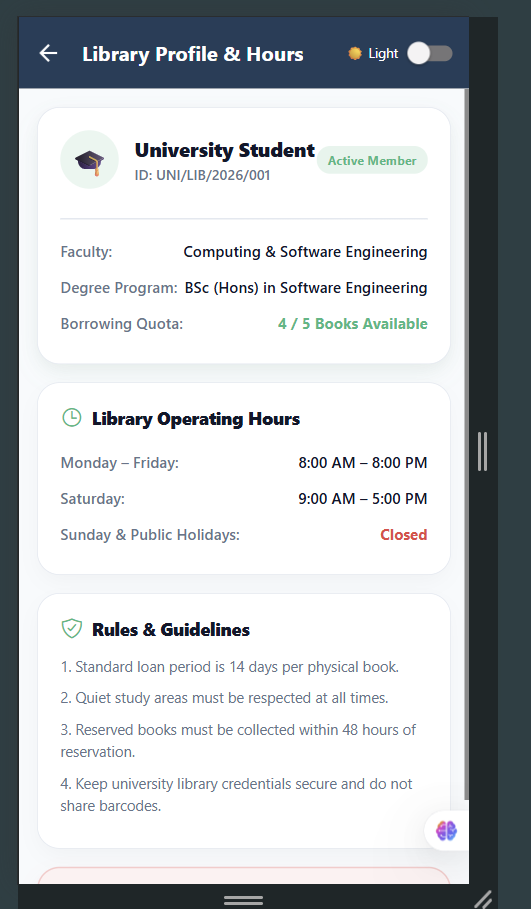 Library Profile & Hours
Light
University Student
Active Member
ID: UNI/LIB/2026/001
Faculty: Computing & Software Engineering
Degree Program: BSc (Hons) in Software Engineering
Borrowing Quota: 4 / 5 Books Available
Library Operating Hours
Monday – Friday: 8:00 AM – 8:00 PM
Saturday: 9:00 AM – 5:00 PM
Sunday & Public Holidays: Closed
Rules & Guidelines
1. Standard loan period is 14 days per physical book.
2. Quiet study areas must be respected at all times.
3. Reserved books must be collected within 48 hours of
reservation.
4. Keep university library credentials secure and do not
share barcodes.